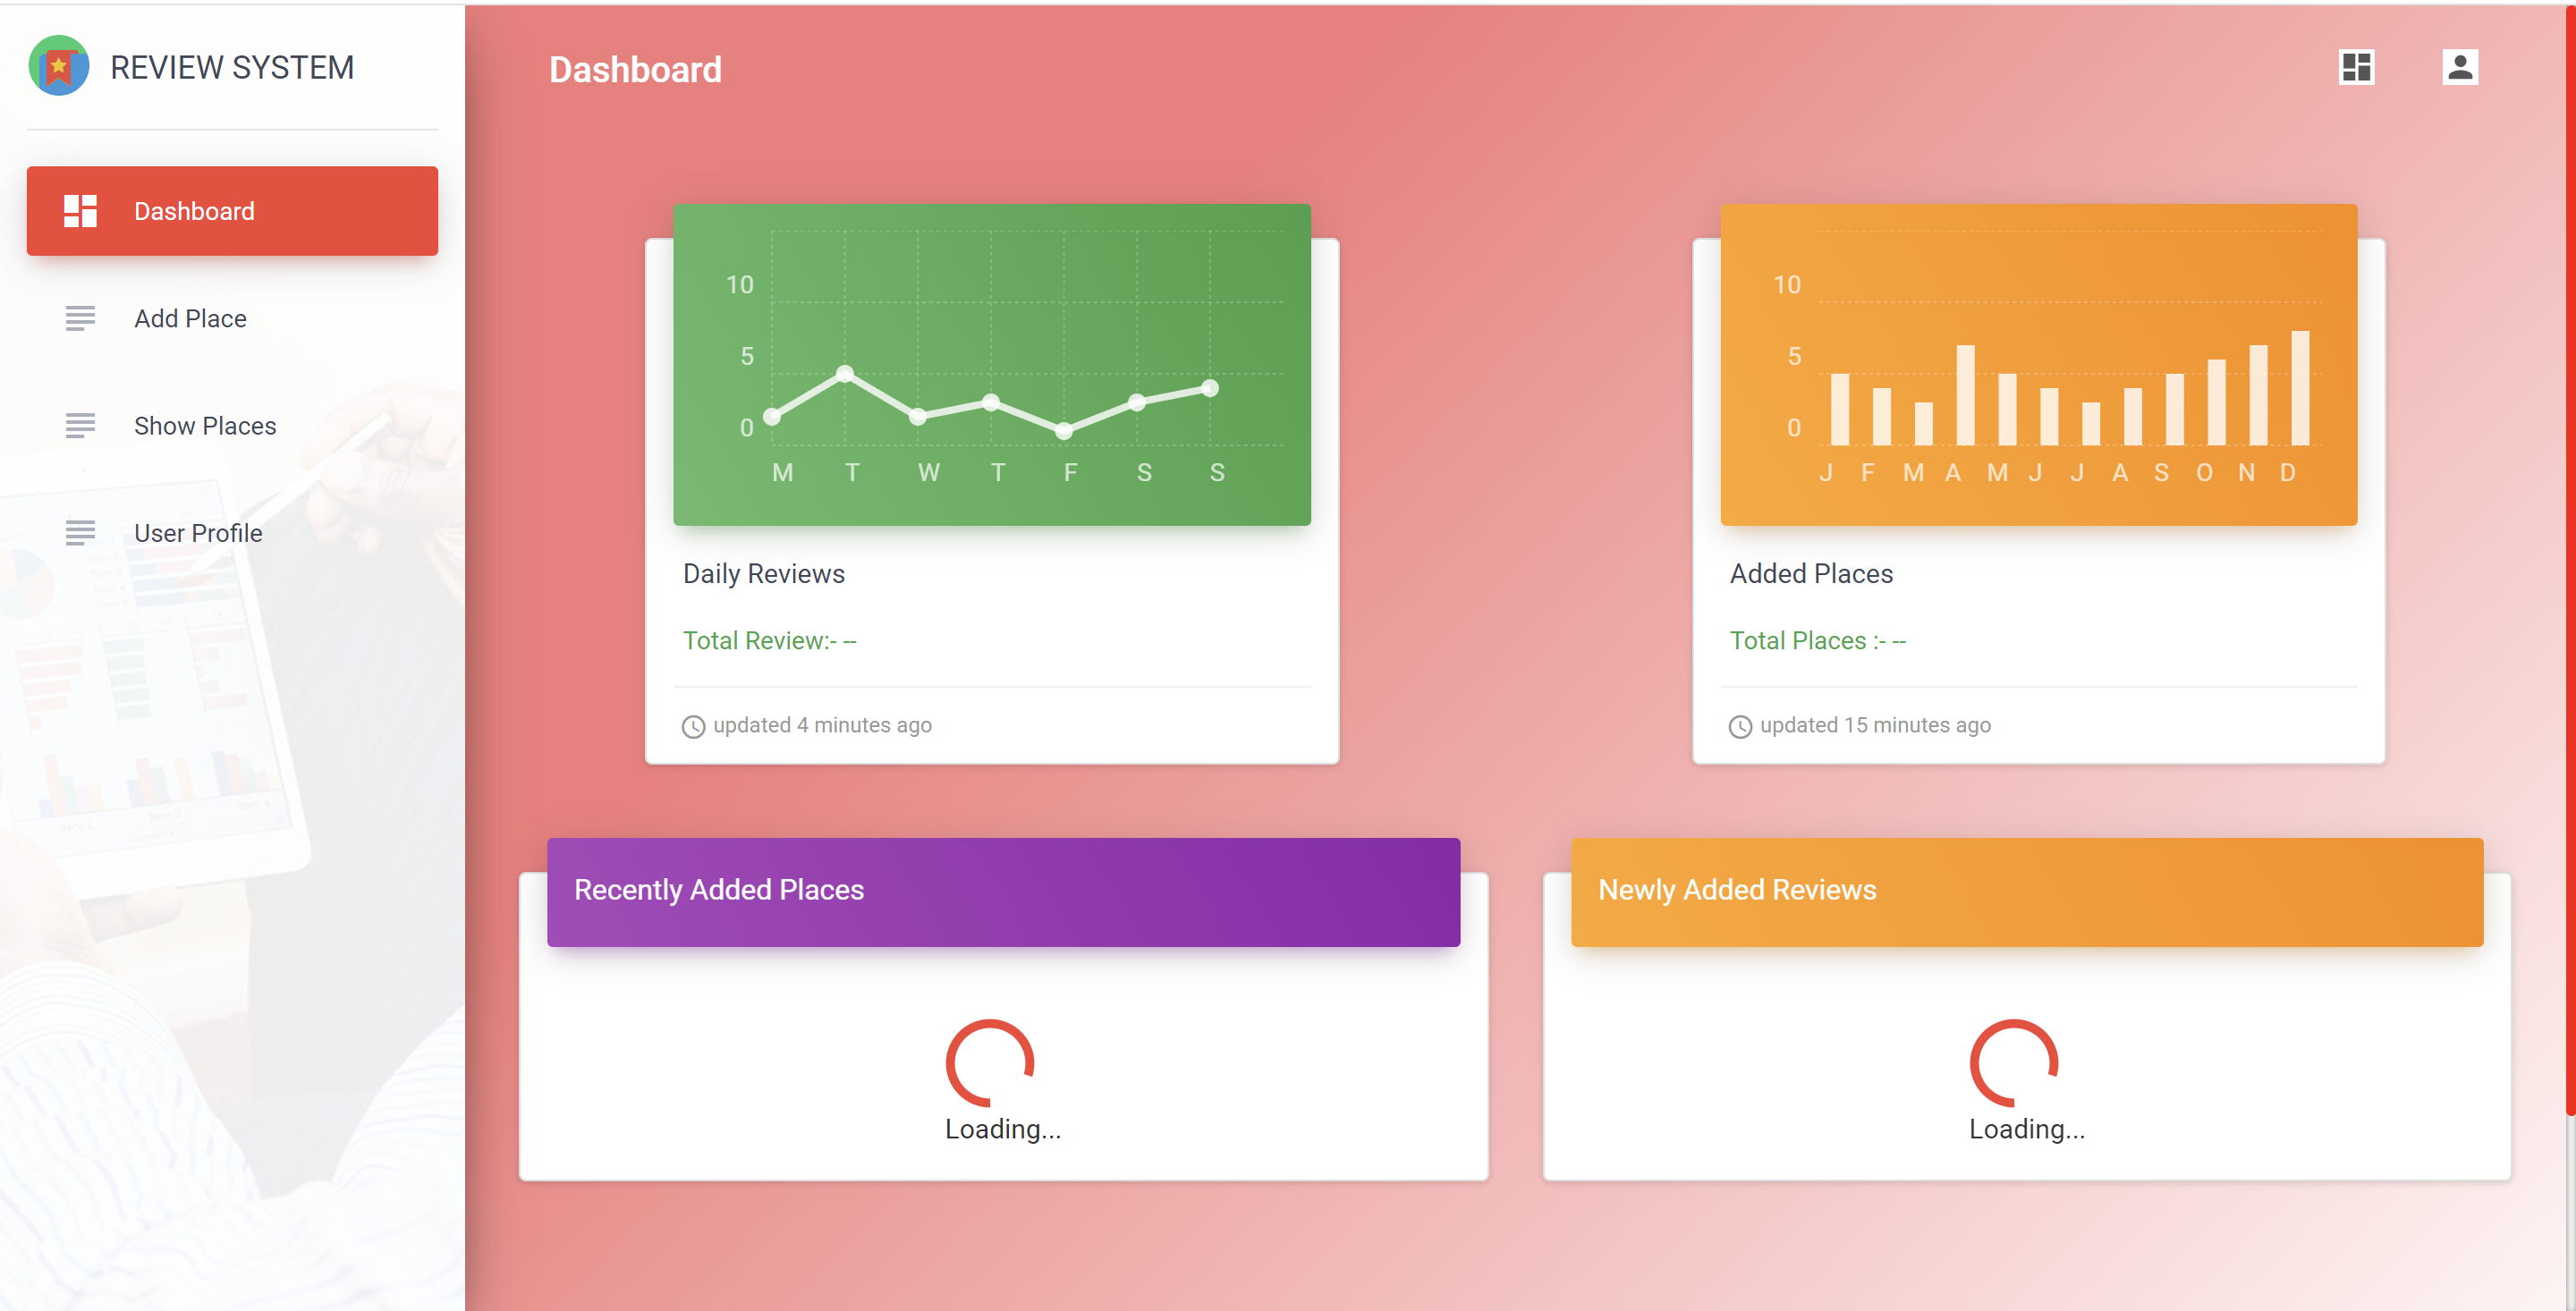 REVIEW SYSTEM
Dashboard
Add Place
Show Places
User Profile
Dashboard
10
5
0
M T W T F S S
Daily Reviews
Total Review:- --
updated 4 minutes ago
10
5
0
J F M A M J J A S O N D
Added Places
Total Places :- --
updated 15 minutes ago
Recently Added Places
Loading...
Newly Added Reviews
Loading...